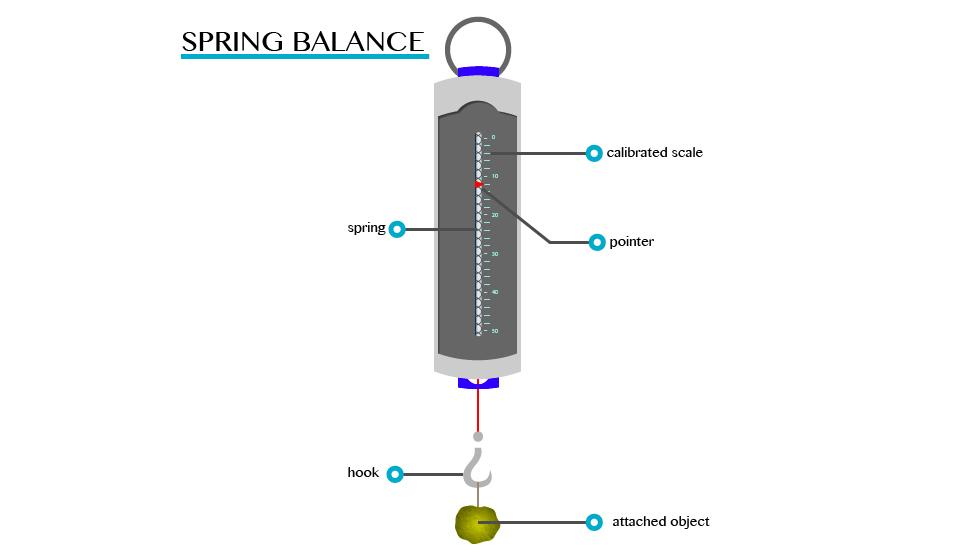 SPRING BALANCE
0
calibrated scale
10
20
spring
pointer
30
40
50
hook
attached object